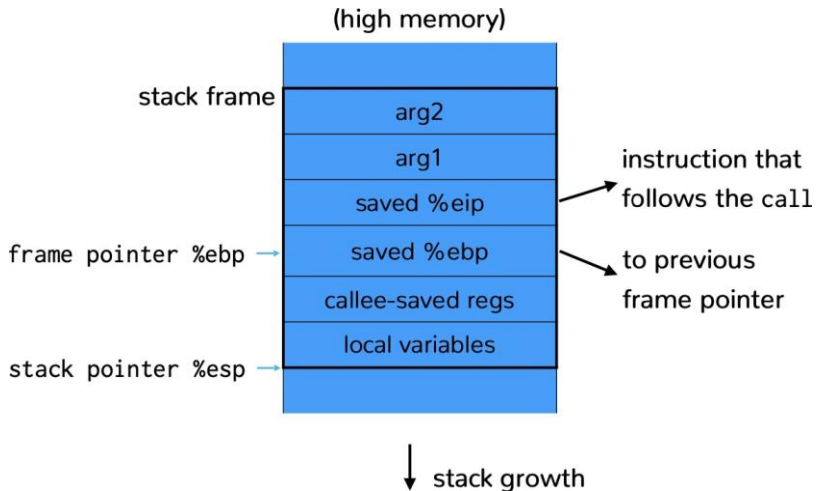 (high memory)
stack frame
arg2
arg1
saved %eip
instruction that
follows the call
frame pointer %ebp
saved %ebp
to previous
frame pointer
callee-saved regs
local variables
stack pointer %esp
stack growth